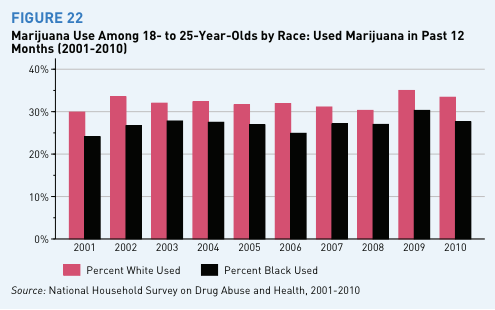 FIGURE 22
Marijuana Use Among 18- to 25-Year-Olds by Race: Used Marijuana in Past 12
Months (2001-2010)
40%
30%
20%
10%
0%
2001 2002 2003 2004 2005 2006 2007 2008 2009 2010
Percent White Used Percent Black Used
Source: National Household Survey on Drug Abuse and Health, 2001-2010